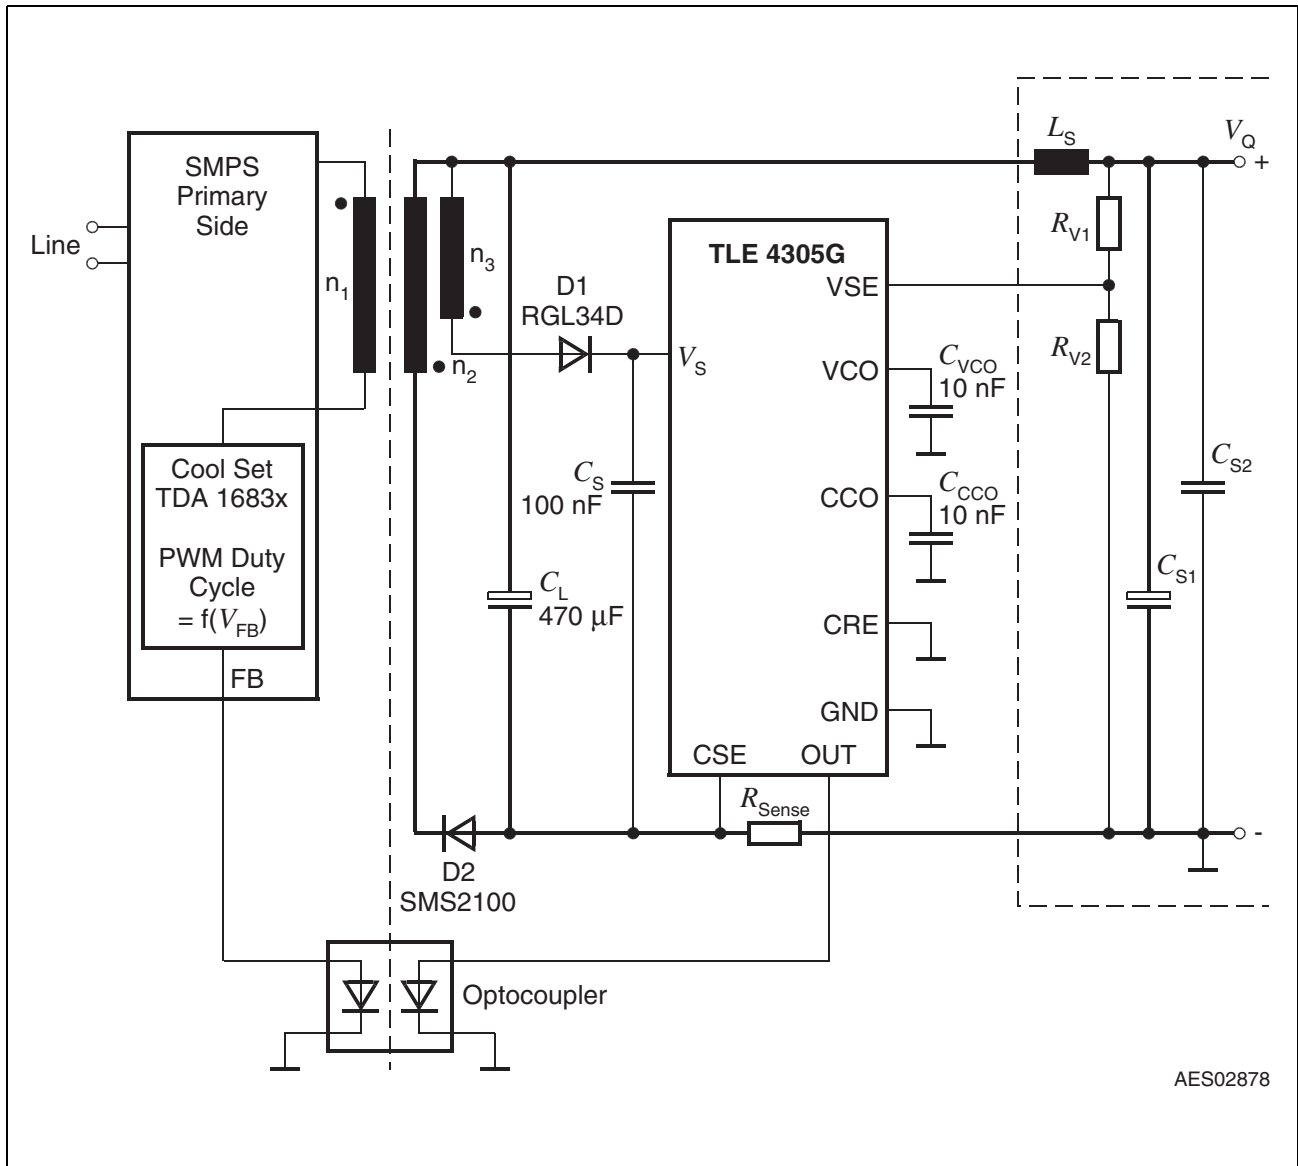 SMPS
Primary
Side
Line
n1
n3
n2
D1
RGL34D
TLE 4305G
VSE
VS
VCO
CVCO
10 nF
CCO
CCCO
10 nF
CRE
GND
CSE
OUT
LS
VQ
+
RV1
RV2
CS2
CS1
-
CS
100 nF
CL
470 µF
Cool Set
TDA 1683x
PWM Duty
Cycle
= f(VFB)
FB
RSense
D2
SMS2100
Optocoupler
AES02878